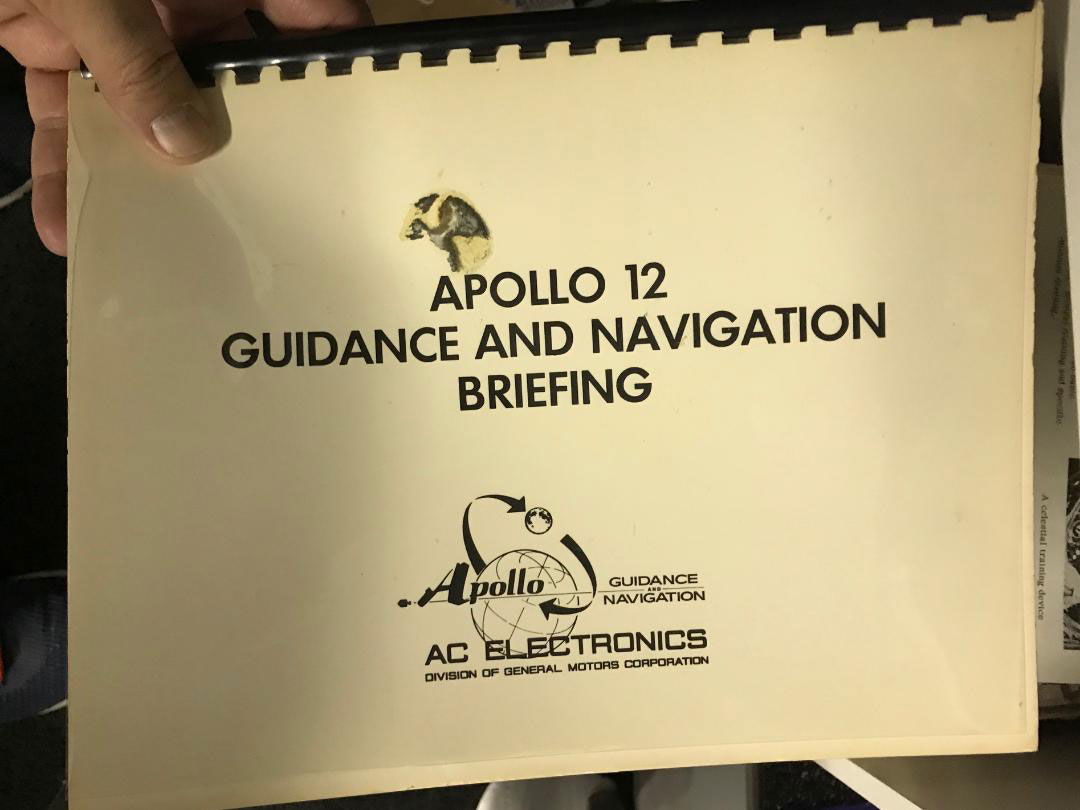 APOLLO 12
GUIDANCE AND NAVIGATION
BRIEFING
Apollo
GUIDANCE
AND
NAVIGATION
AC ELECTRONICS
DIVISION OF GENERAL MOTORS CORPORATION
A celestial training device